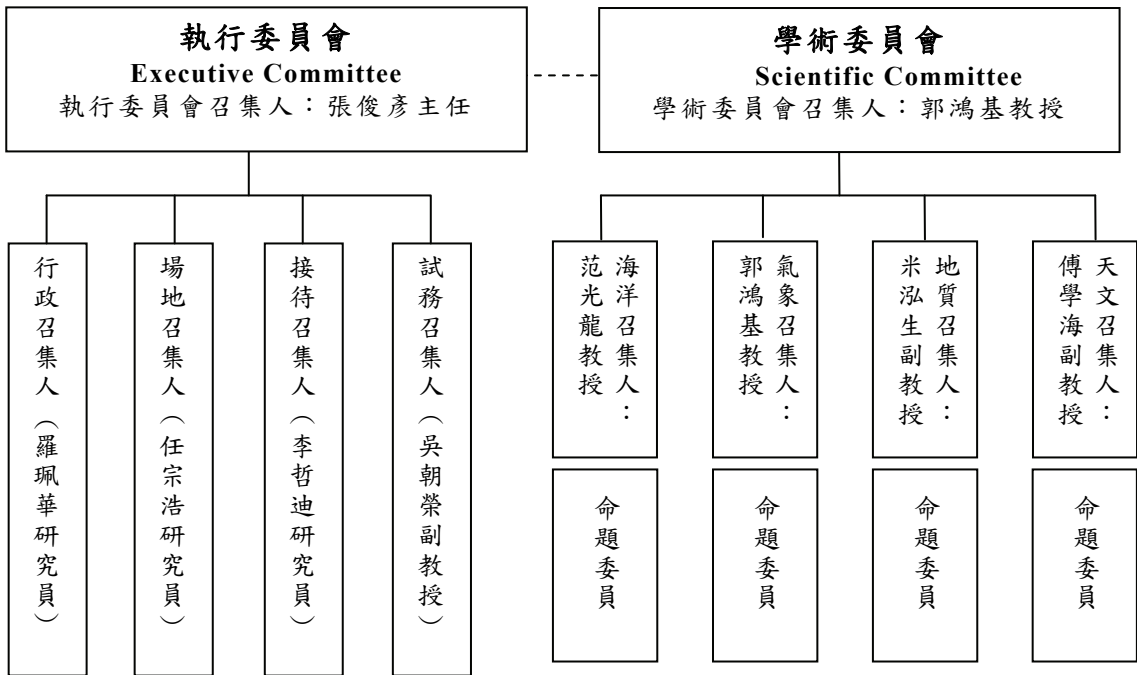 執行委員會
Executive Committee
執行委員會召集人：張俊彥主任
學術委員會
Scientific Committee
學術委員會召集人：郭鴻基教授
行政召集人（羅珮華研究員）
場地召集人（任宗浩研究員）
接待召集人（李哲迪研究員）
試務召集人（吳朝榮副教授）
海洋召集人：
范光龍教授
氣象召集人：
郭鴻基教授
地質召集人：
米泓生副教授
天文召集人：
傅學海副教授
命題委員
命題委員
命題委員
命題委員